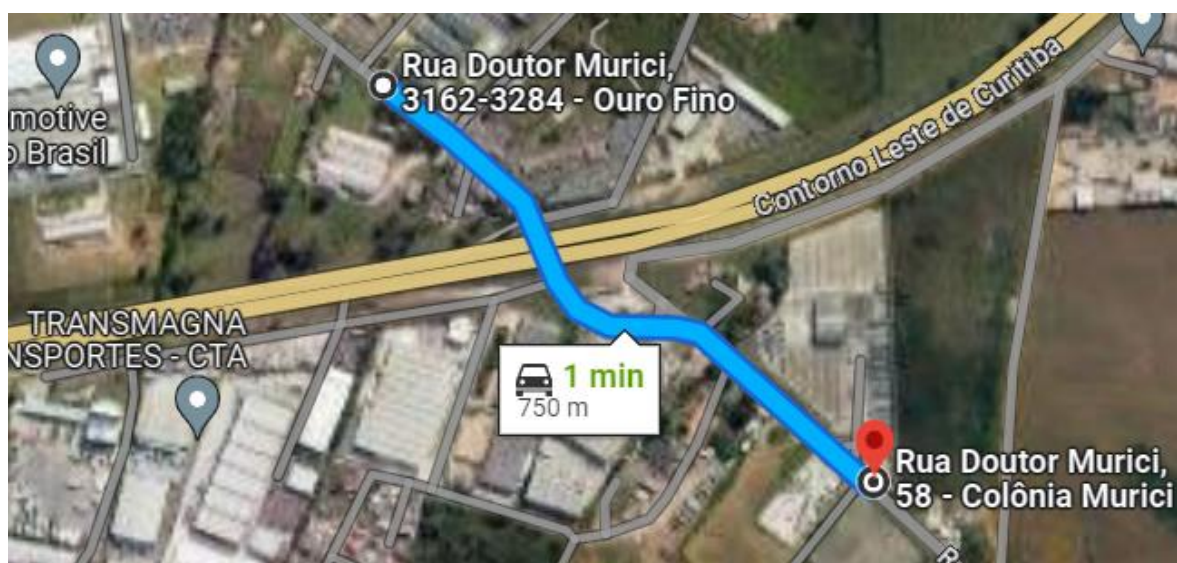 Rua Doutor Murici,
3162-3284 - Ouro Fino
motive
o Brasil
Contorno Leste de Curitiba
TRANSMAGNA
NSPORTES - CTA
1 min
750 m
Rua Doutor Murici,
58 - Colônia Murici
R